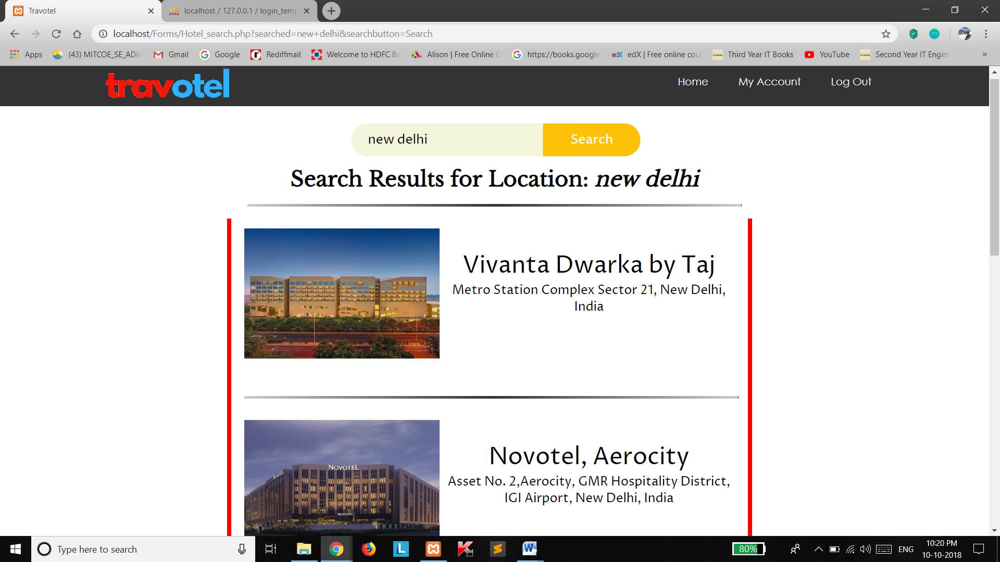 Travotel
localhost / 127.0.0.1 / login_temp
localhost/Forms/Hotel_search.php?searched=new+delhi&searchbutton=Search
Apps
(43) MITCOE_SE_ADiv
Gmail
Google
Rediffmail
Welcome to HDFC Ba
Alison | Free Online C
https://books.google.
edX | Free online cour
Third Year IT Books
YouTube
Second Year IT Engine
»
travotel
Home
My Account
Log Out
new delhi
Search
Search Results for Location: new delhi
Vivanta Dwarka by Taj
Metro Station Complex Sector 21, New Delhi,
India
NOVOTEL
NOVOTEL
NOVOTEL
Novotel, Aerocity
Asset No. 2,Aerocity, GMR Hospitality District,
IGI Airport, New Delhi, India
Type here to search
80%
ENG
10:20 PM
10-10-2018